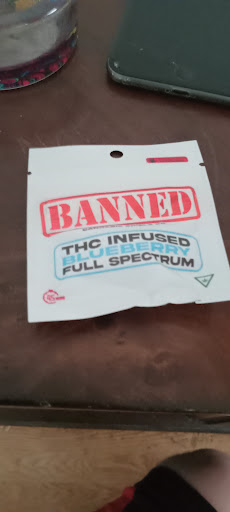 BANNED
THC INFUSED
BLUEBERRY
FULL SPECTRUM